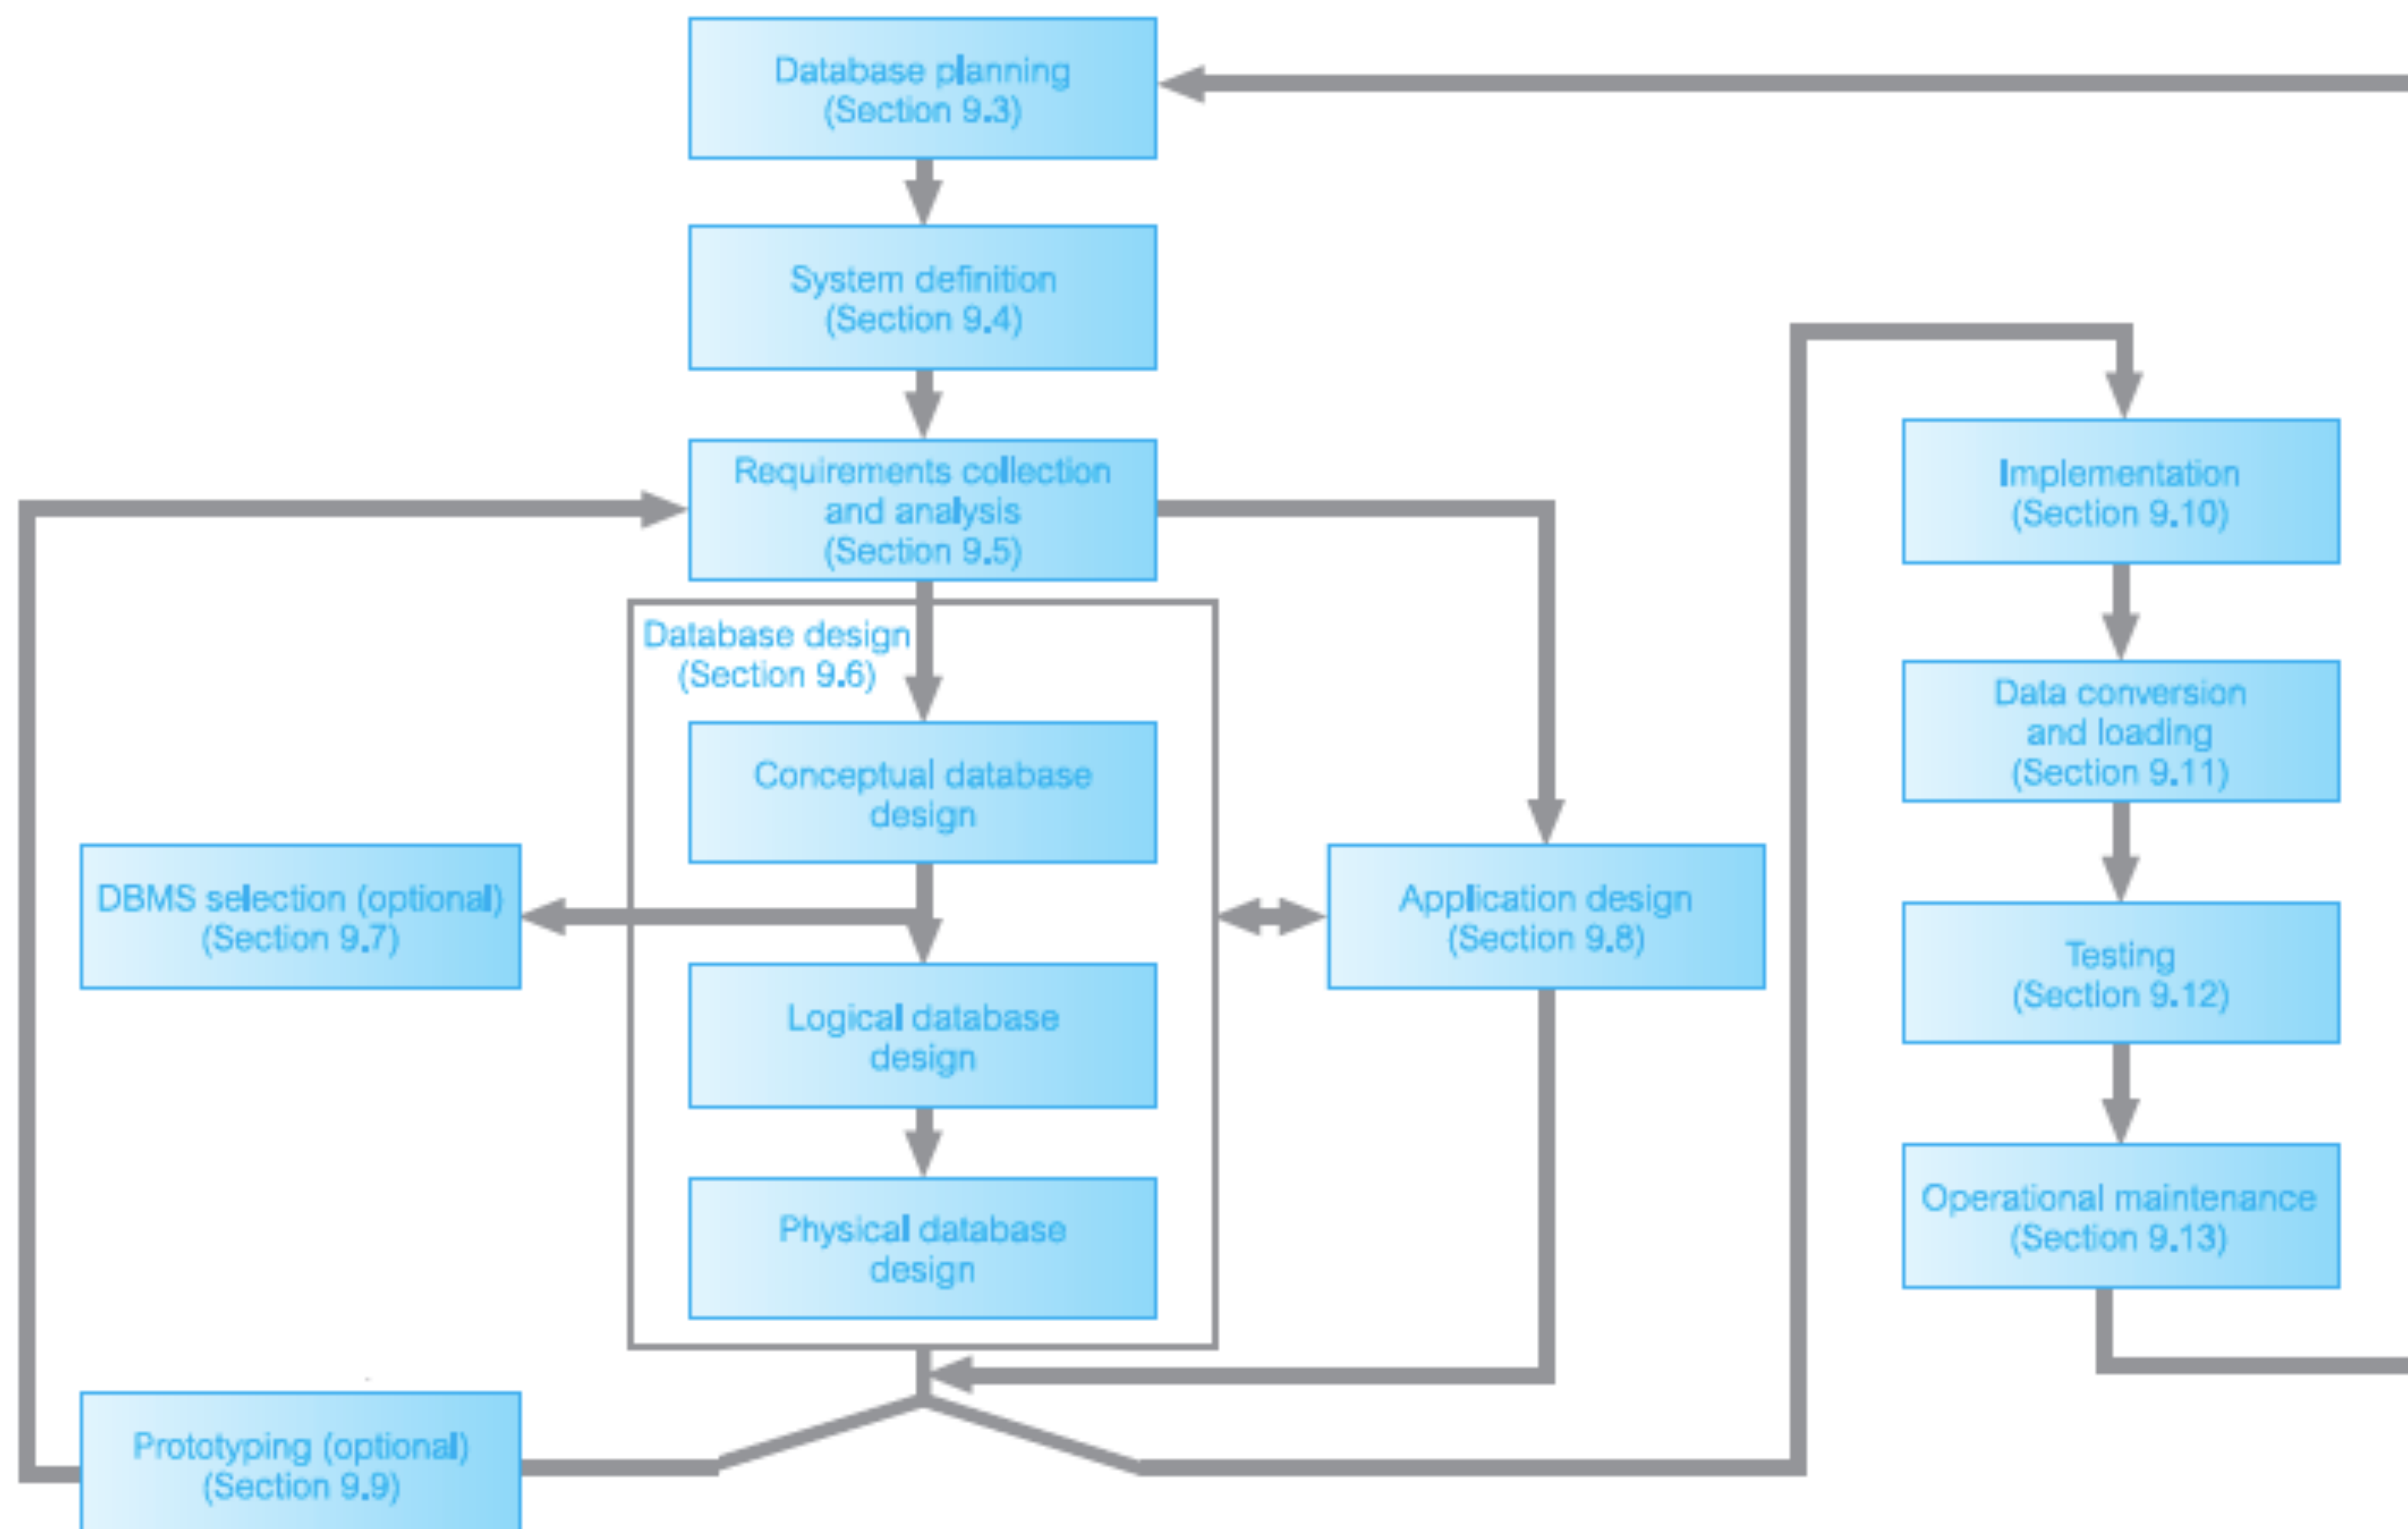 Database planning
(Section 9.3)
System definition
(Section 9.4)
Requirements collection
and analysis
(Section 9.5)
Database design
(Section 9.6)
Conceptual database
design
DBMS selection (optional)
(Section 9.7)
Application design
(Section 9.8)
Logical database
design
Physical database
design
Prototyping (optional)
(Section 9.9)
Implementation
(Section 9.10)
Data conversion
and loading
(Section 9.11)
Testing
(Section 9.12)
Operational maintenance
(Section 9.13)